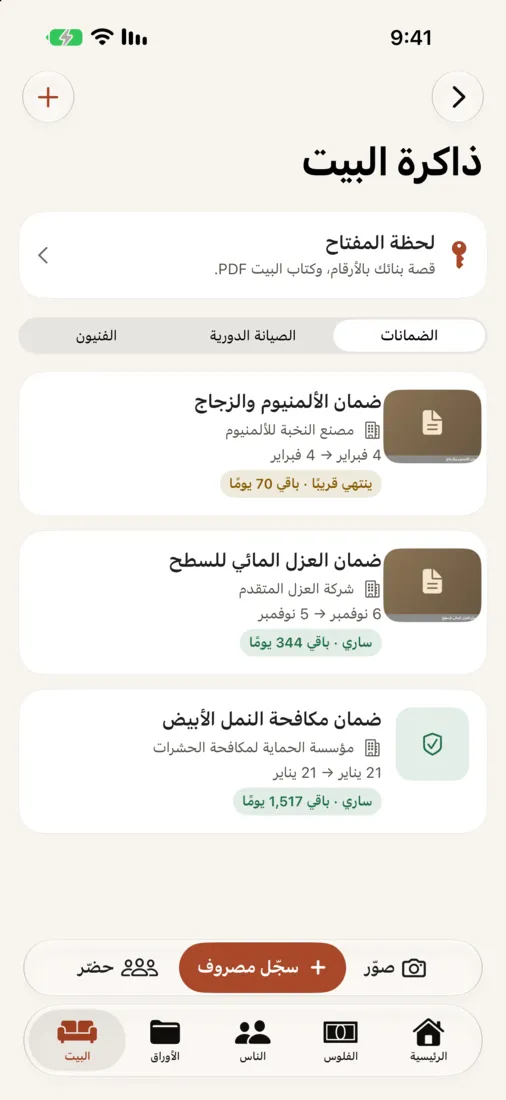 9:41
ذاكرة البيت
لحظة المفتاح
قصة بنائك بالأرقام، وكتاب البيت PDF.
الضمانات
الصيانة الدورية
الفنيون
ضمان الألمنيوم والزجاج
مصنع النخبة للألمنيوم
4 فبراير → 4 فبراير
ينتهي قريبًا · باقي 70 يومًا
ضمان العزل المائي للسطح
شركة العزل المتقدم
6 نوفمبر → 5 نوفمبر
ساري · باقي 344 يومًا
ضمان مكافحة النمل الأبيض
مؤسسة الحماية لمكافحة الحشرات
21 يناير → 21 يناير
ساري · باقي 1,517 يومًا
صوّر
+ سجّل مصروف
حضّر
الرئيسية
الفلوس
الناس
الأوراق
البيت